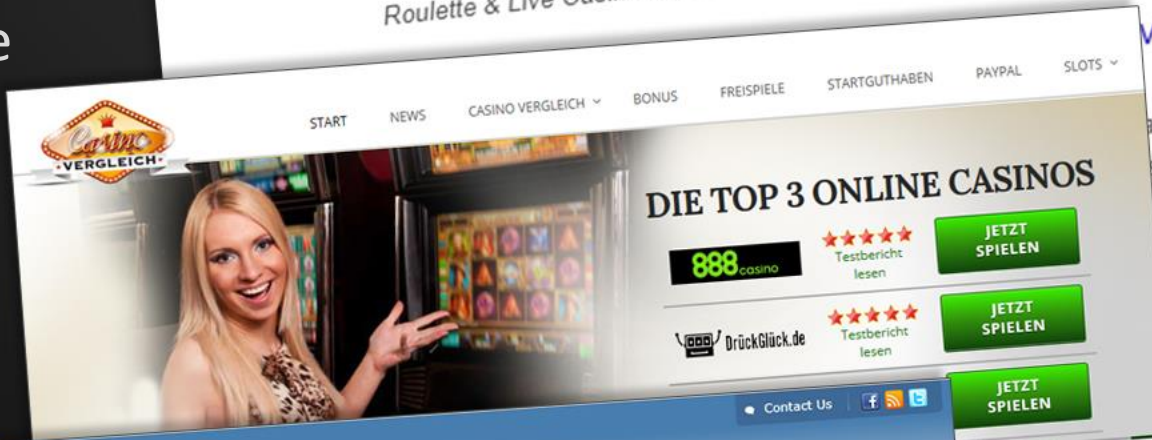 Roulette & Live
e
Casino
VERGLEICH
START NEWS CASINO VERGLEICH BONUS FREISPIELE STARTGUTHABEN PAYPAL SLOTS
DIE TOP 3 ONLINE CASINOS
888casino
Testbericht
lesen
JETZT
SPIELEN
DrückGlück.de
Testbericht
lesen
JETZT
SPIELEN
JETZT
SPIELEN
Contact Us